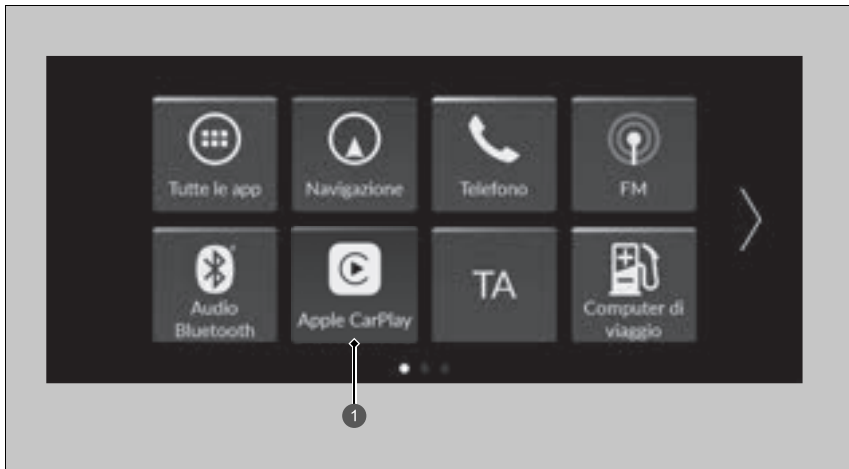 Tutte le app
Navigazione
Telefono
FM
Audio
Bluetooth
Apple CarPlay
TA
Computer di
viaggio
1